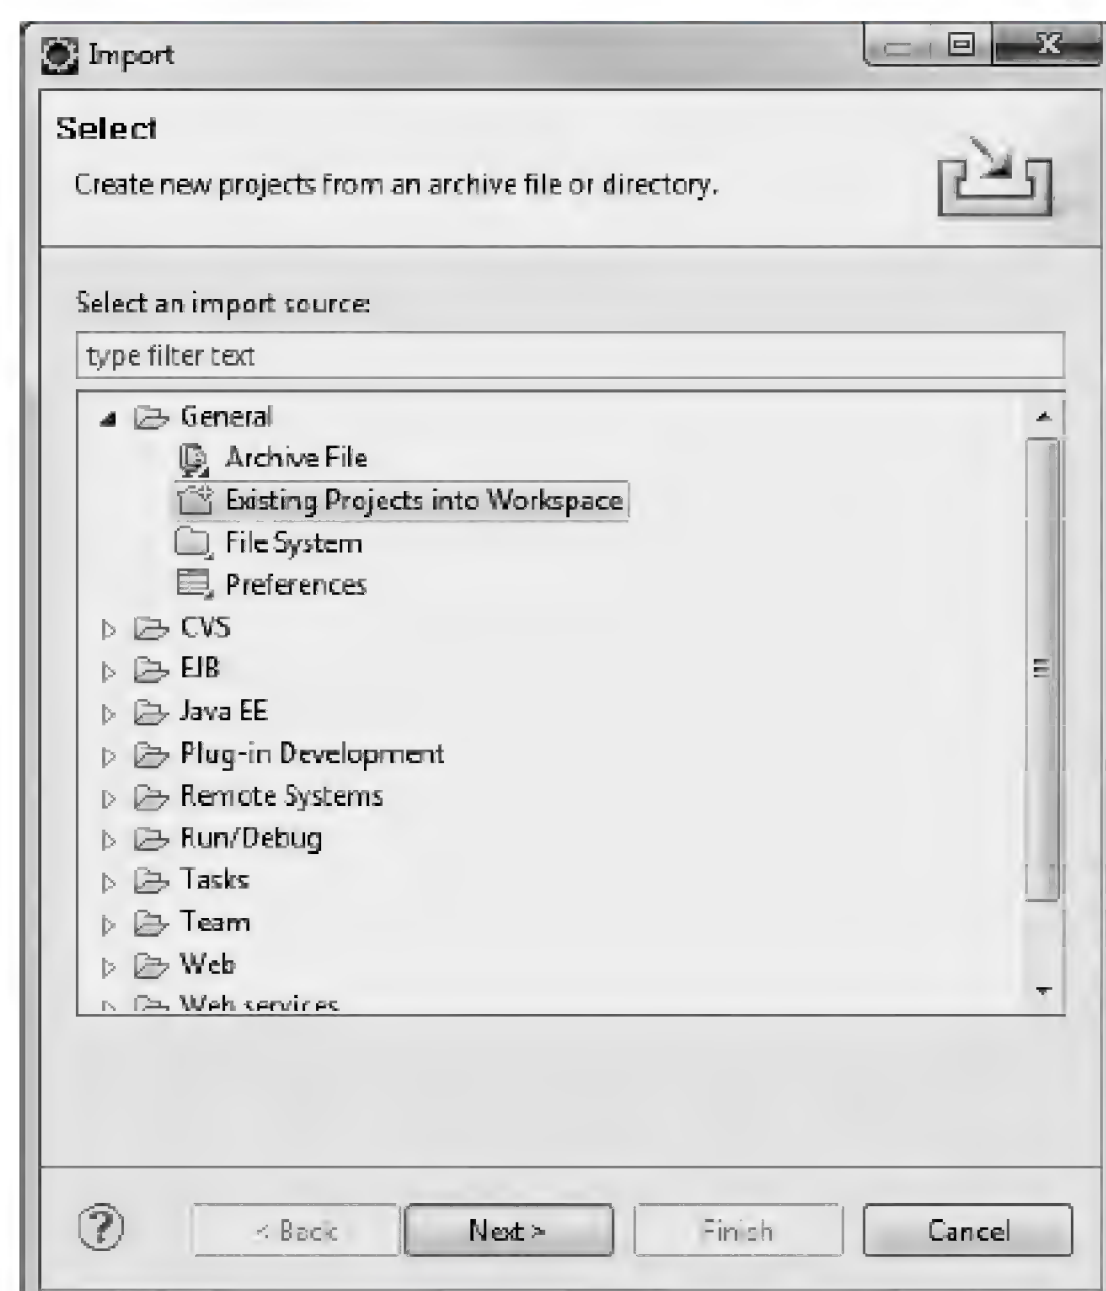 Import
Select
Create new projects from an archive file or directory.
Select an import source:
type filter text
General
Archive File
Existing Projects into Workspace
File System
Preferences
CVS
EJB
Java EE
Plug-in Development
Remote Systems
Run/Debug
Tasks
Team
Web
Web services
< Back Next > Finish Cancel